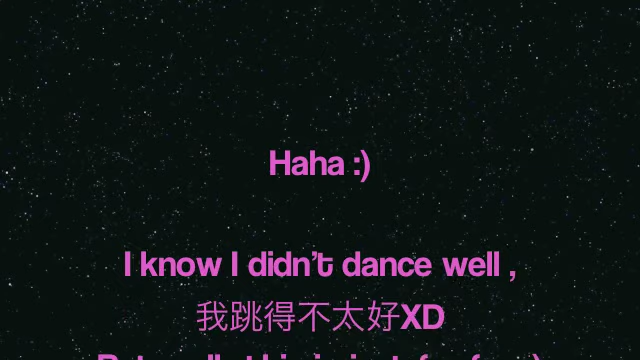 Haha :)
I know I didn't dance well ,
我跳得不太好XD